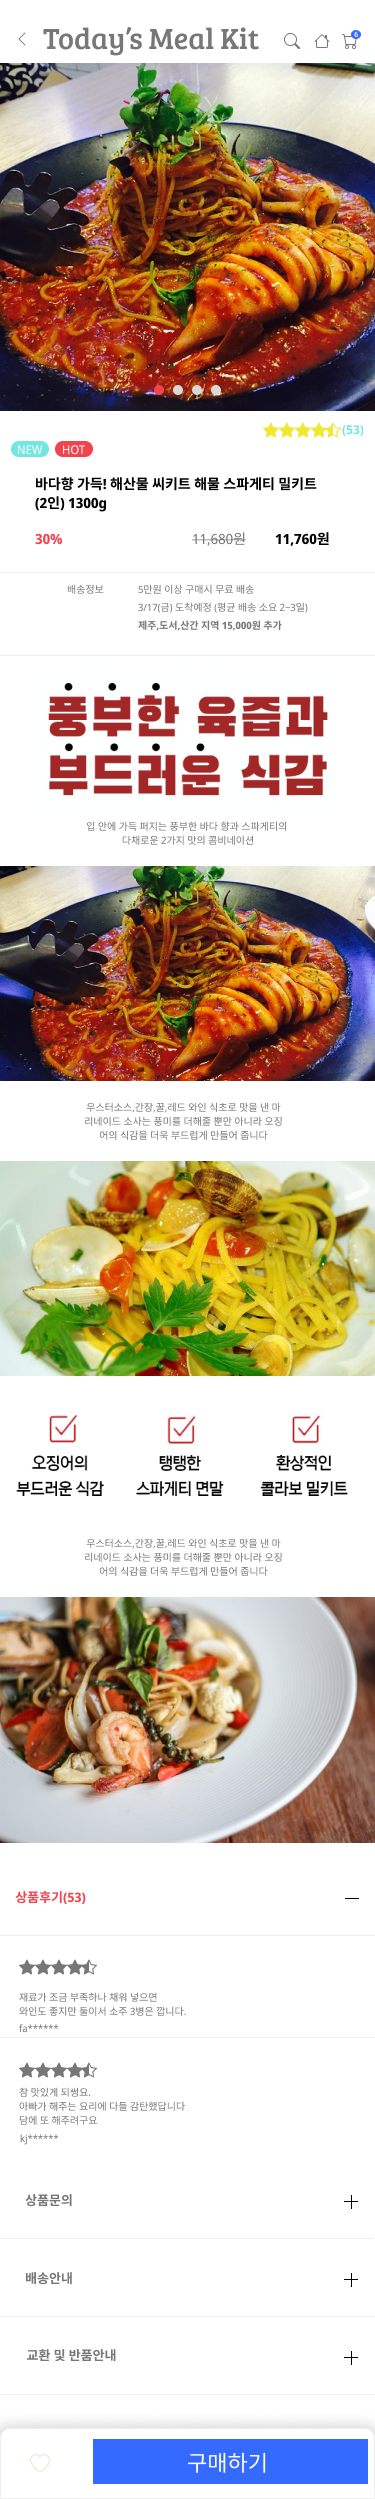 Today's Meal Kit
6
(53)
NEW HOT
바다향 가득! 해산물 씨키트 해물 스파게티 밀키트
(2인) 1300g
30% 11,680원 11,760원
배송정보 5만원 이상 구매시 무료 배송
3/17(금) 도착예정 (평균 배송 소요 2~3일)
제주,도서,산간 지역 15,000원 추가
풍부한 육즙과
부드러운 식감
입 안에 가득 퍼지는 풍부한 바다 향과 스파게티의
다채로운 2가지 맛의 콤비네이션
우스터소스,간장,꿀,레드 와인 식초로 맛을 낸 마
리네이드 소사는 풍미를 더해줄 뿐만 아니라 오징
어의 식감을 더욱 부드럽게 만들어 줍니다
오징어의 탱탱한 환상적인
부드러운 식감 스파게티 면말 콜라보 밀키트
우스터소스,간장,꿀,레드 와인 식초로 맛을 낸 마
리네이드 소사는 풍미를 더해줄 뿐만 아니라 오징
어의 식감을 더욱 부드럽게 만들어 줍니다
상품후기(53)
재료가 조금 부족하나 채워 넣으면
와인도 좋지만 둘이서 소주 3병은 깝니다.
fa******
참 맛있게 되썽요.
아빠가 해주는 요리에 다들 감탄했답니다
담에 또 해주려구요
kj******
상품문의
배송안내
교환 및 반품안내
구매하기